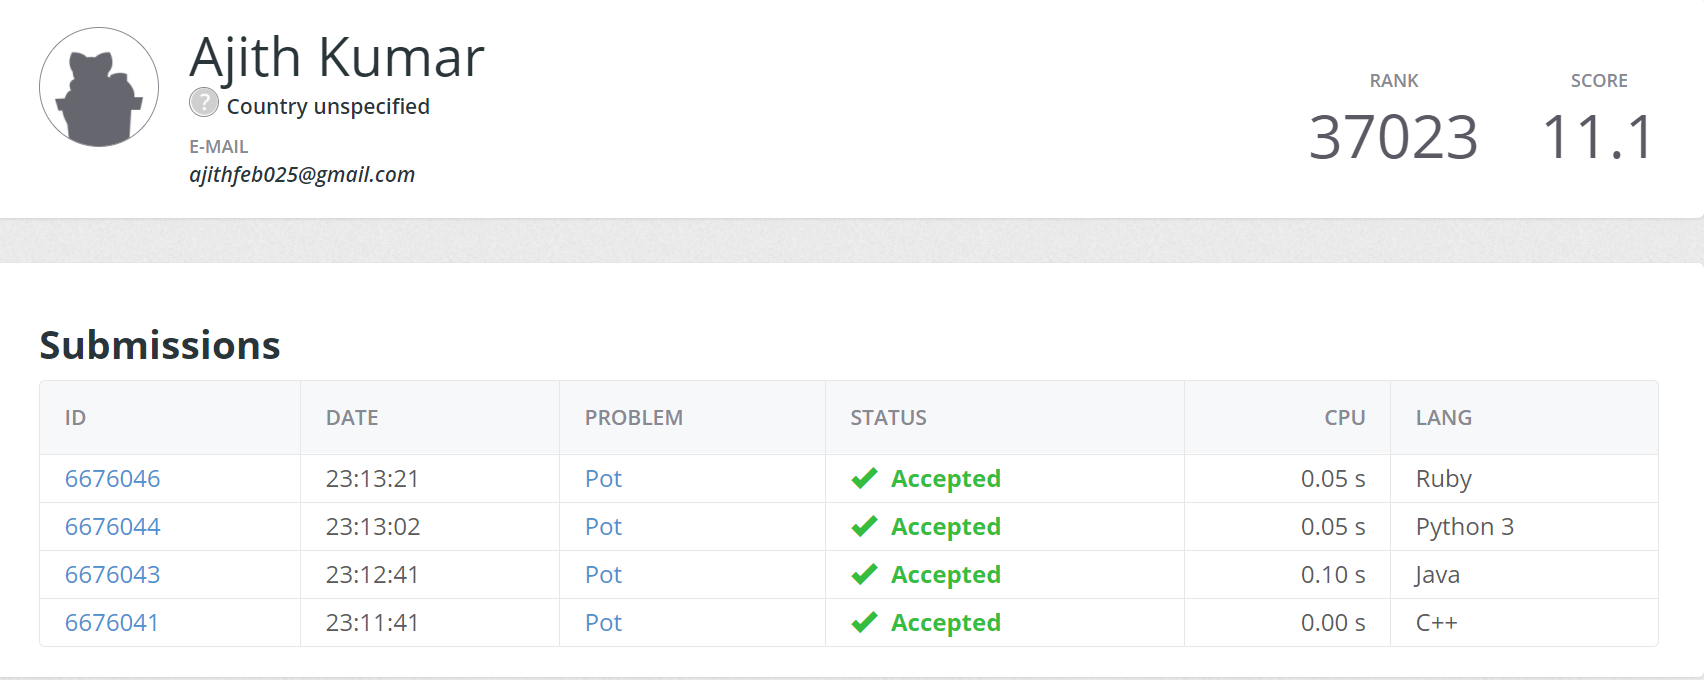 Ajith Kumar
? Country unspecified
E-MAIL
ajithfeb025@gmail.com
RANK SCORE
37023 11.1
Submissions
ID DATE PROBLEM STATUS CPU LANG
6676046 23:13:21 Pot Accepted 0.05 s Ruby
6676044 23:13:02 Pot Accepted 0.05 s Python 3
6676043 23:12:41 Pot Accepted 0.10 s Java
6676041 23:11:41 Pot Accepted 0.00 s C++